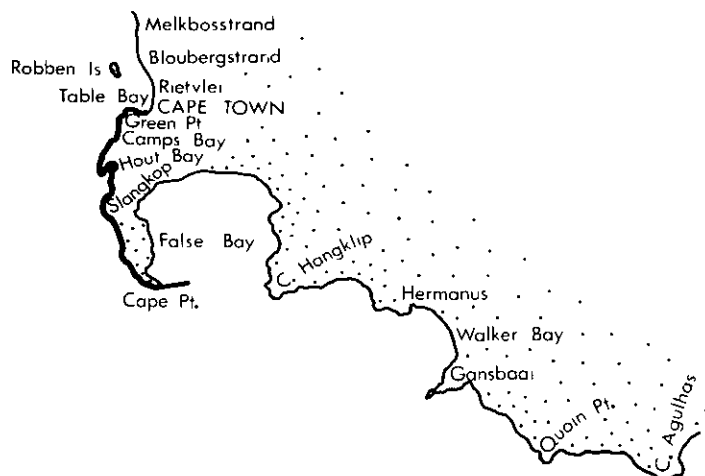 Melkbosstrand
Bloubergstrand
Robben Is
Rietvlei
Table Bay
CAPE TOWN
Green Pt
Camps Bay
Hout Bay
Slangkop
False Bay
C. Hangklip
Cape Pt.
Hermanus
Walker Bay
Gansbaai
Quoin Pt.
C. Agulhas